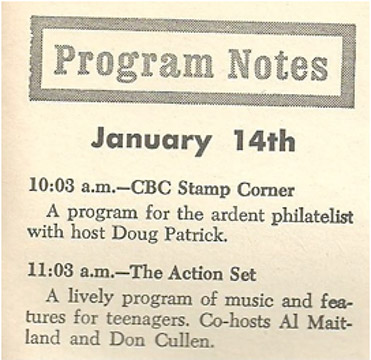 Program Notes
January 14th
10:03 a.m.—CBC Stamp Corner
A program for the ardent philatelist
with host Doug Patrick.
11:03 a.m.—The Action Set
A lively program of music and fea-
tures for teenagers. Co-hosts Al Mait-
land and Don Cullen.